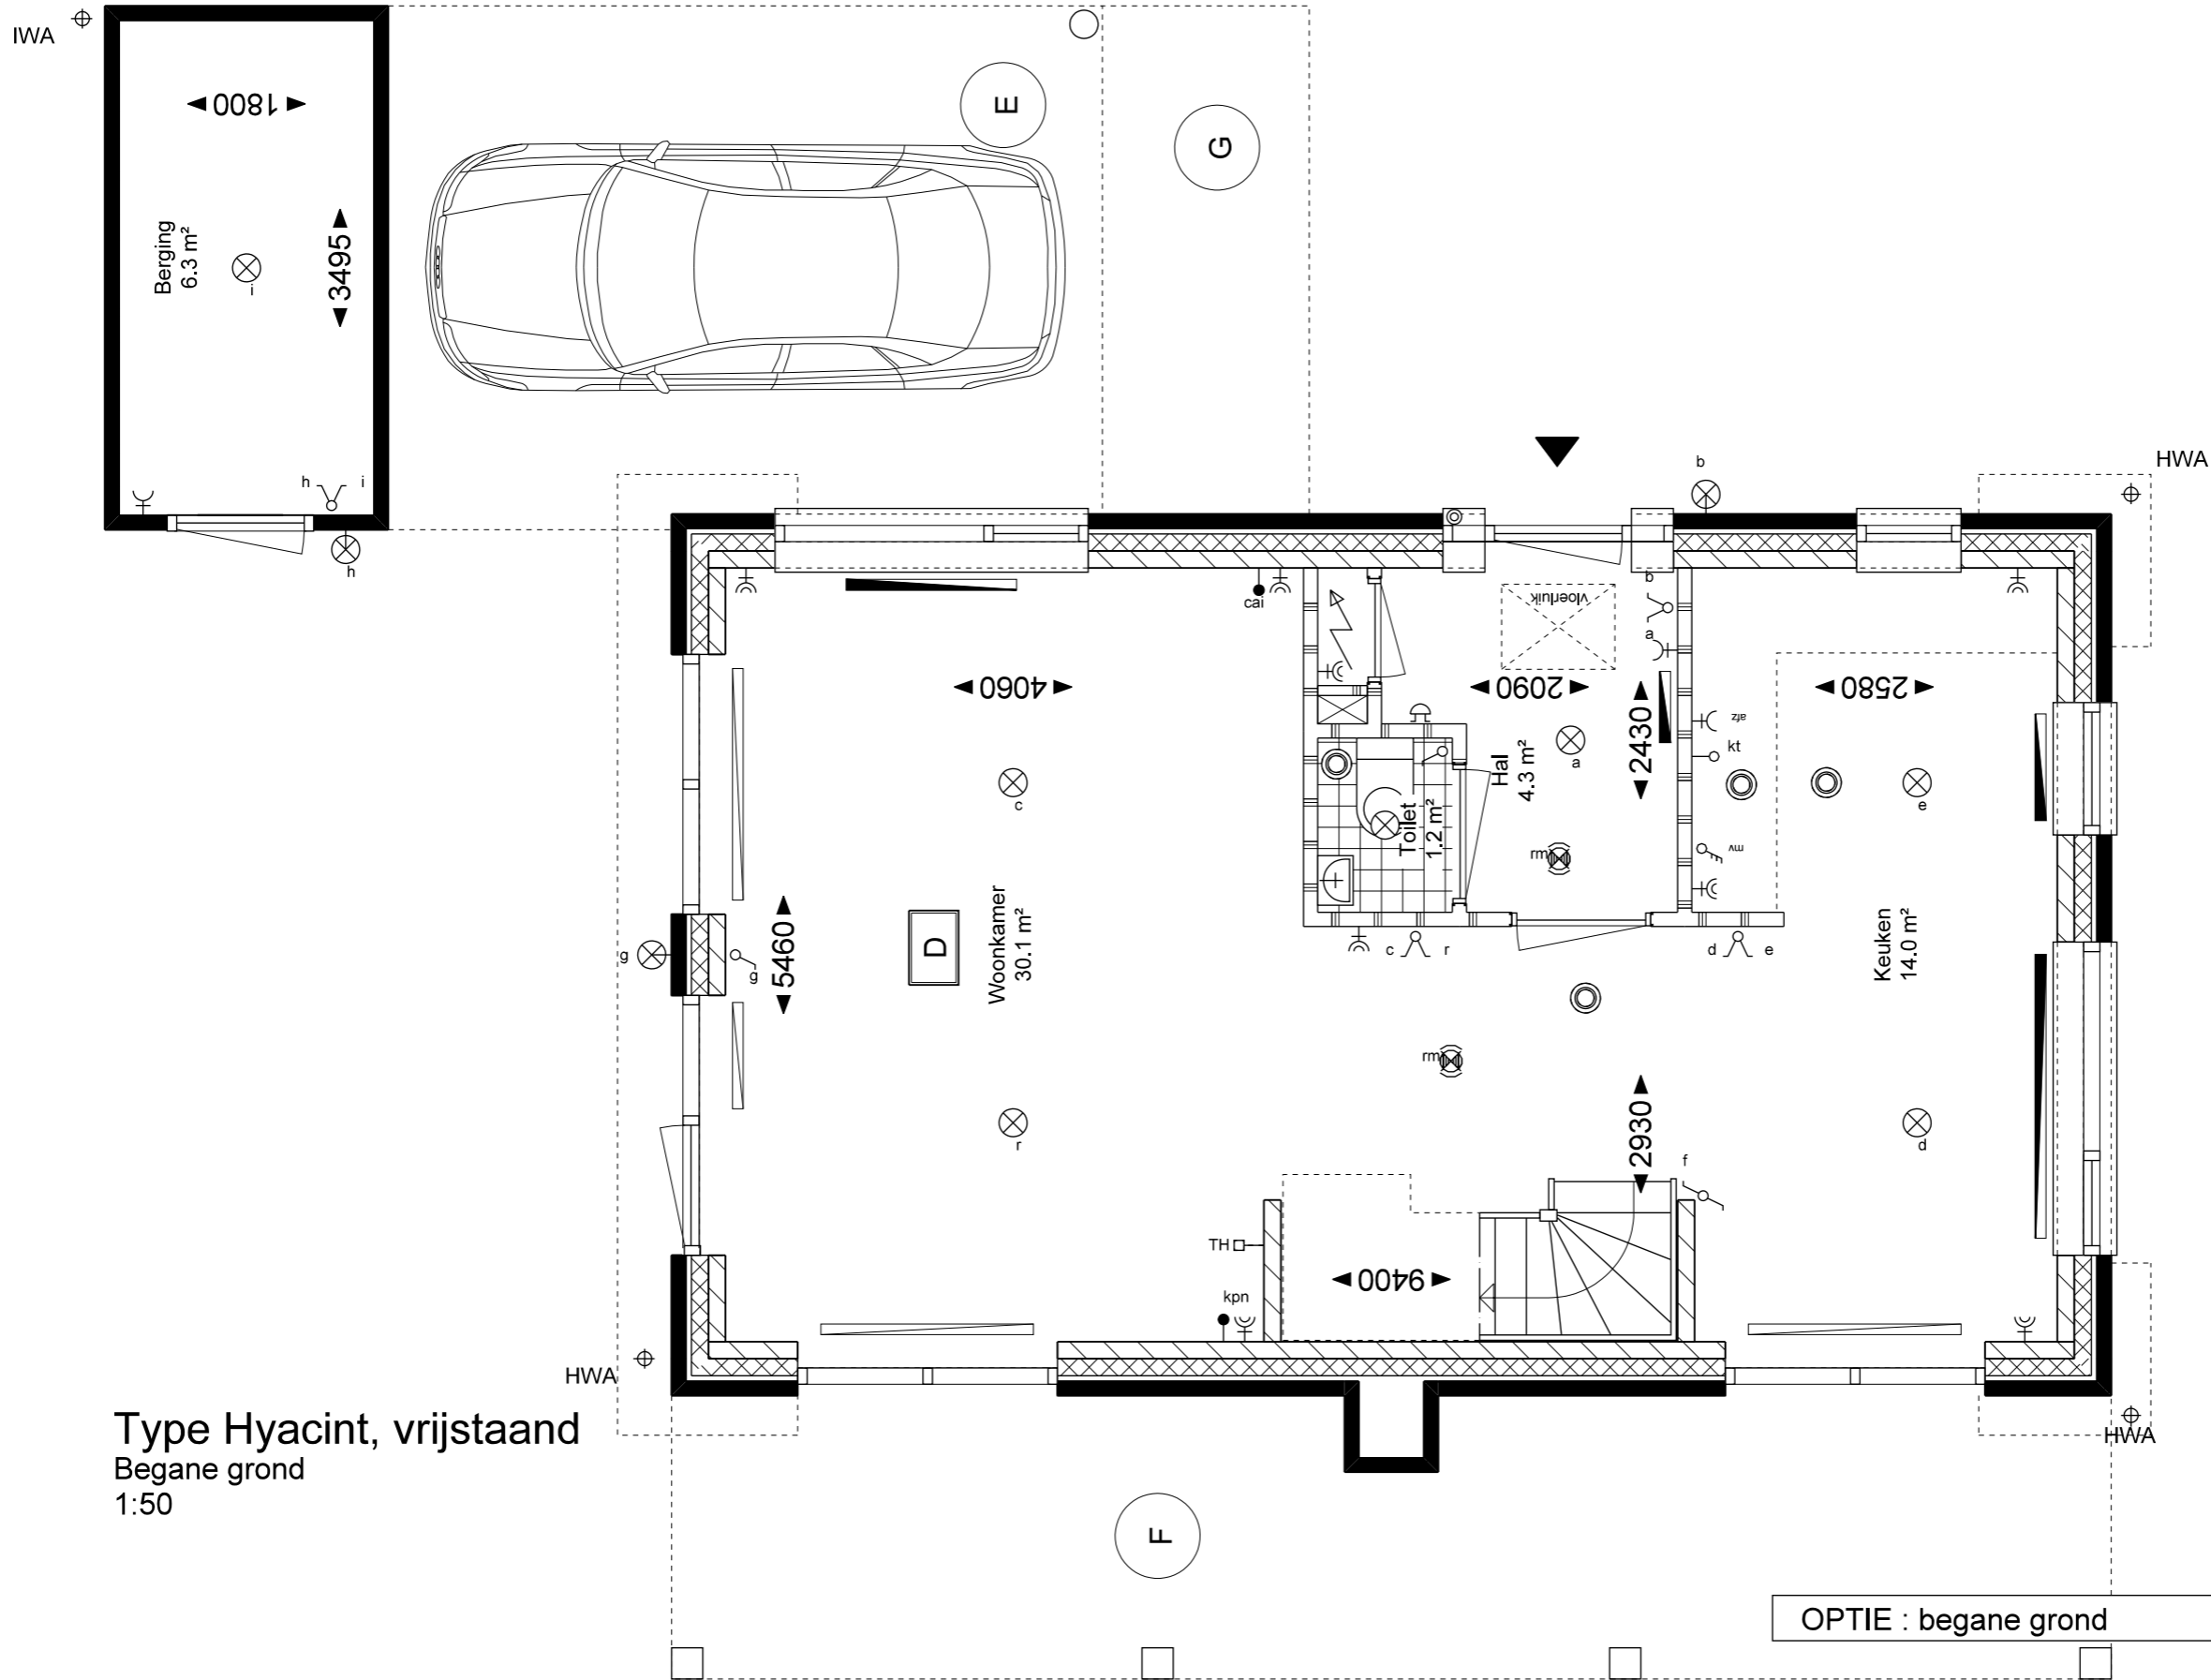 IWA
1800
Berging
6.3 m²
3495
i
h
i
h
E
G
b
HWA
cai
vloerluik
b
a
4060
2090
2430
2580
afz
kt
Hal
4.3 m²
a
c
e
Toilet
1.2 m²
rm
mv
Woonkamer
30.1 m²
D
5460
g
g
c
r
d
e
Keuken
14.0 m²
rm
r
2930
f
d
TH
9400
kpn
HWA
HWA
Type Hyacint, vrijstaand
Begane grond
1:50
F
OPTIE : begane grond